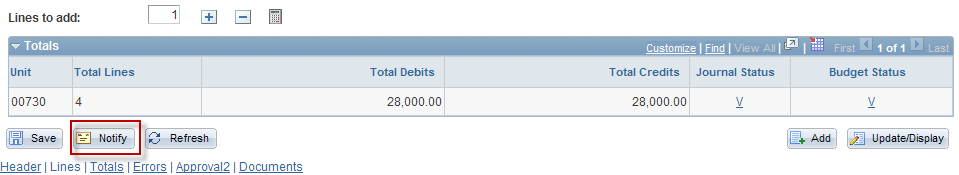 Lines to add: 1
Totals Customize | Find | View All | | First 1 of 1 Last
Unit Total Lines Total Debits Total Credits Journal Status Budget Status
00730 4 28,000.00 28,000.00 V V
Save Notify Refresh Add Update/Display
Header | Lines | Totals | Errors | Approval2 | Documents